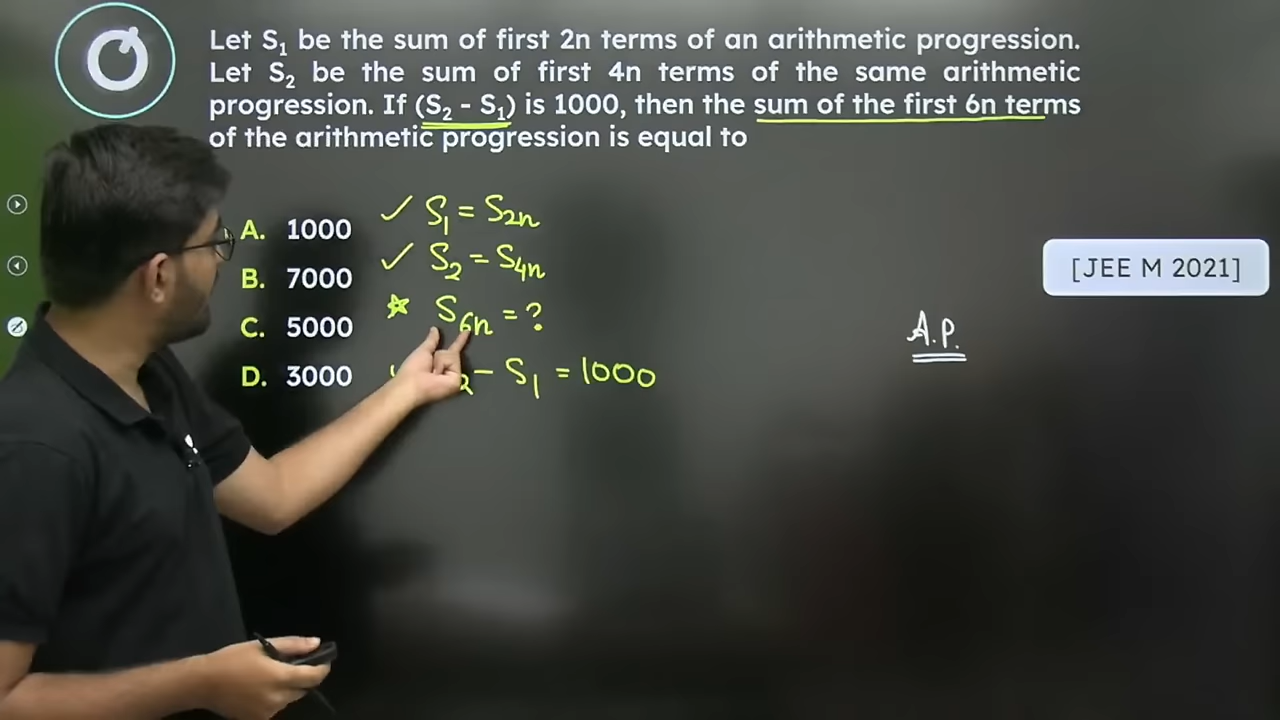 Let S₁ be the sum of first 2n terms of an arithmetic progression.
Let S₂ be the sum of first 4n terms of the same arithmetic
progression. If (S₂ - S₁) is 1000, then the sum of the first 6n terms
of the arithmetic progression is equal to
A. 1000
B. 7000
C. 5000
D. 3000
✓ S₁ = S₂ₙ
✓ S₂ = S₄ₙ
★ S₆ₙ = ?
₂ - S₁ = 1000
[JEE M 2021]
A.P.